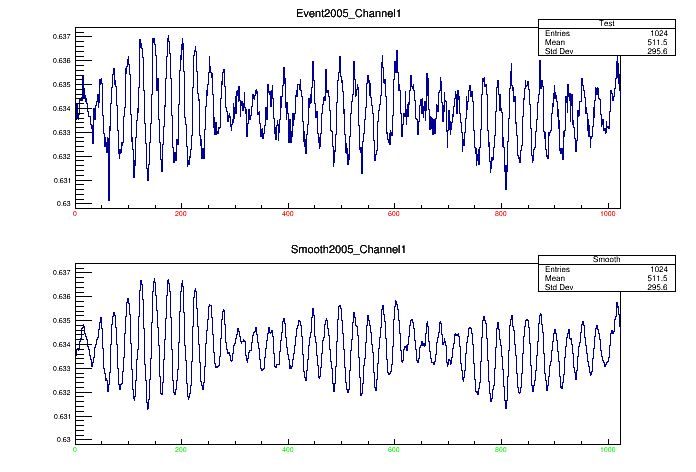 Event2005_Channel1
Test
Entries 1024
Mean 511.5
Std Dev 295.6
0.637
0.636
0.635
0.634
0.633
0.632
0.631
0.63
0 200 400 600 800 1000
Smooth2005_Channel1
Smooth
Entries 1024
Mean 511.5
Std Dev 295.6
0.637
0.636
0.635
0.634
0.633
0.632
0.631
0.63
0 200 400 600 800 1000